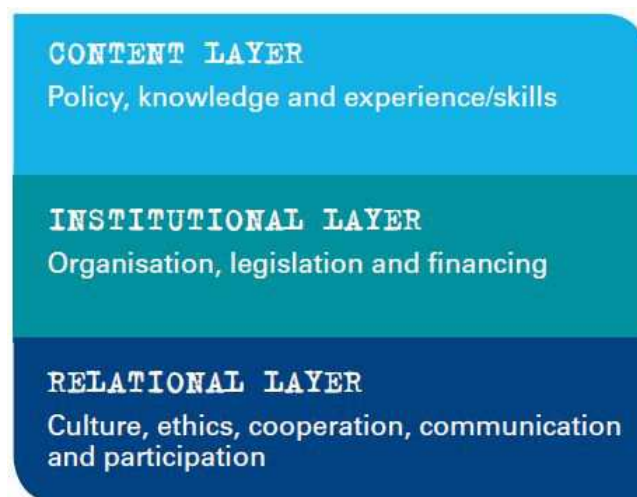 CONTENT LAYER
Policy, knowledge and experience/skills
INSTITUTIONAL LAYER
Organisation, legislation and financing
RELATIONAL LAYER
Culture, ethics, cooperation, communication
and participation